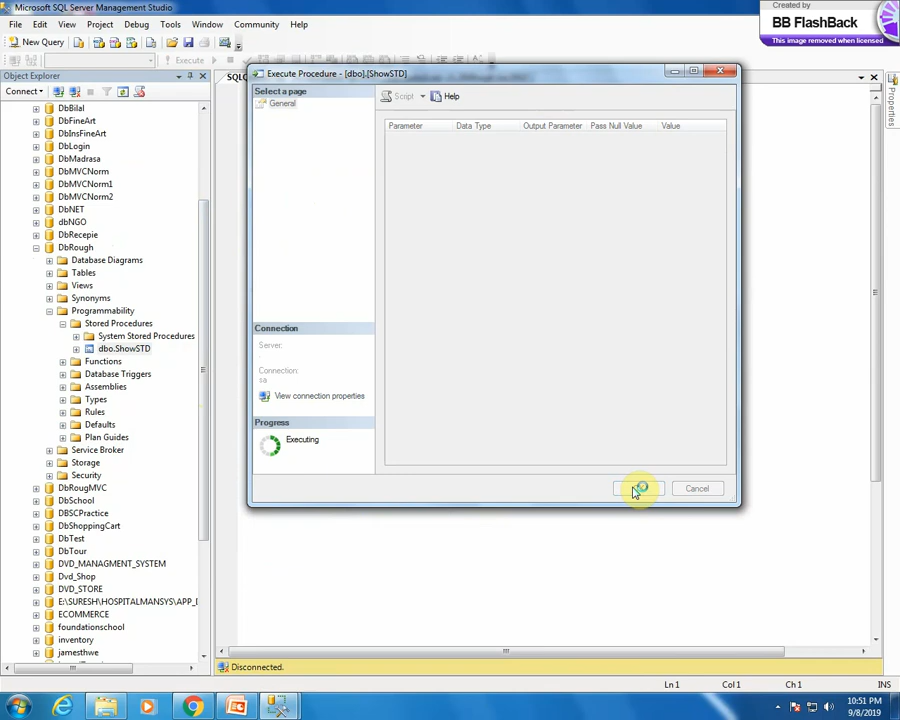 Microsoft SQL Server Management Studio
File Edit View Project Debug Tools Window Community Help
Created by
BB FlashBack
This image removed when licensed
New Query
Execute
Object Explorer
Connect
DbBilal
DbFineArt
DbInsFineArt
DbLogin
DbMadrasa
DbMVCNorm
DbMVCNorm1
DbMVCNorm2
DbNET
dbNGO
DbRecepie
DbRough
Database Diagrams
Tables
Views
Synonyms
Programmability
Stored Procedures
System Stored Procedures
dbo.ShowSTD
Functions
Database Triggers
Assemblies
Types
Rules
Defaults
Plan Guides
Service Broker
Storage
Security
DbRougMVC
DbSchool
DBSCPractice
DbShoppingCart
DbTest
DbTour
DVD_MANAGMENT_SYSTEM
Dvd_Shop
DVD_STORE
E:\SURESH\HOSPITALMANSYS\APP_D
ECOMMERCE
foundationschool
inventory
jamesthwe
SQL
Execute Procedure - [dbo].[ShowSTD]
Select a page
General
Script Help
Parameter Data Type Output Parameter Pass Null Value Value
Connection
Server:
.
Connection:
sa
View connection properties
Progress
Executing
Cancel
Properties
Disconnected.
Ln 1 Col 1 Ch 1 INS
10:51 PM
9/8/2019